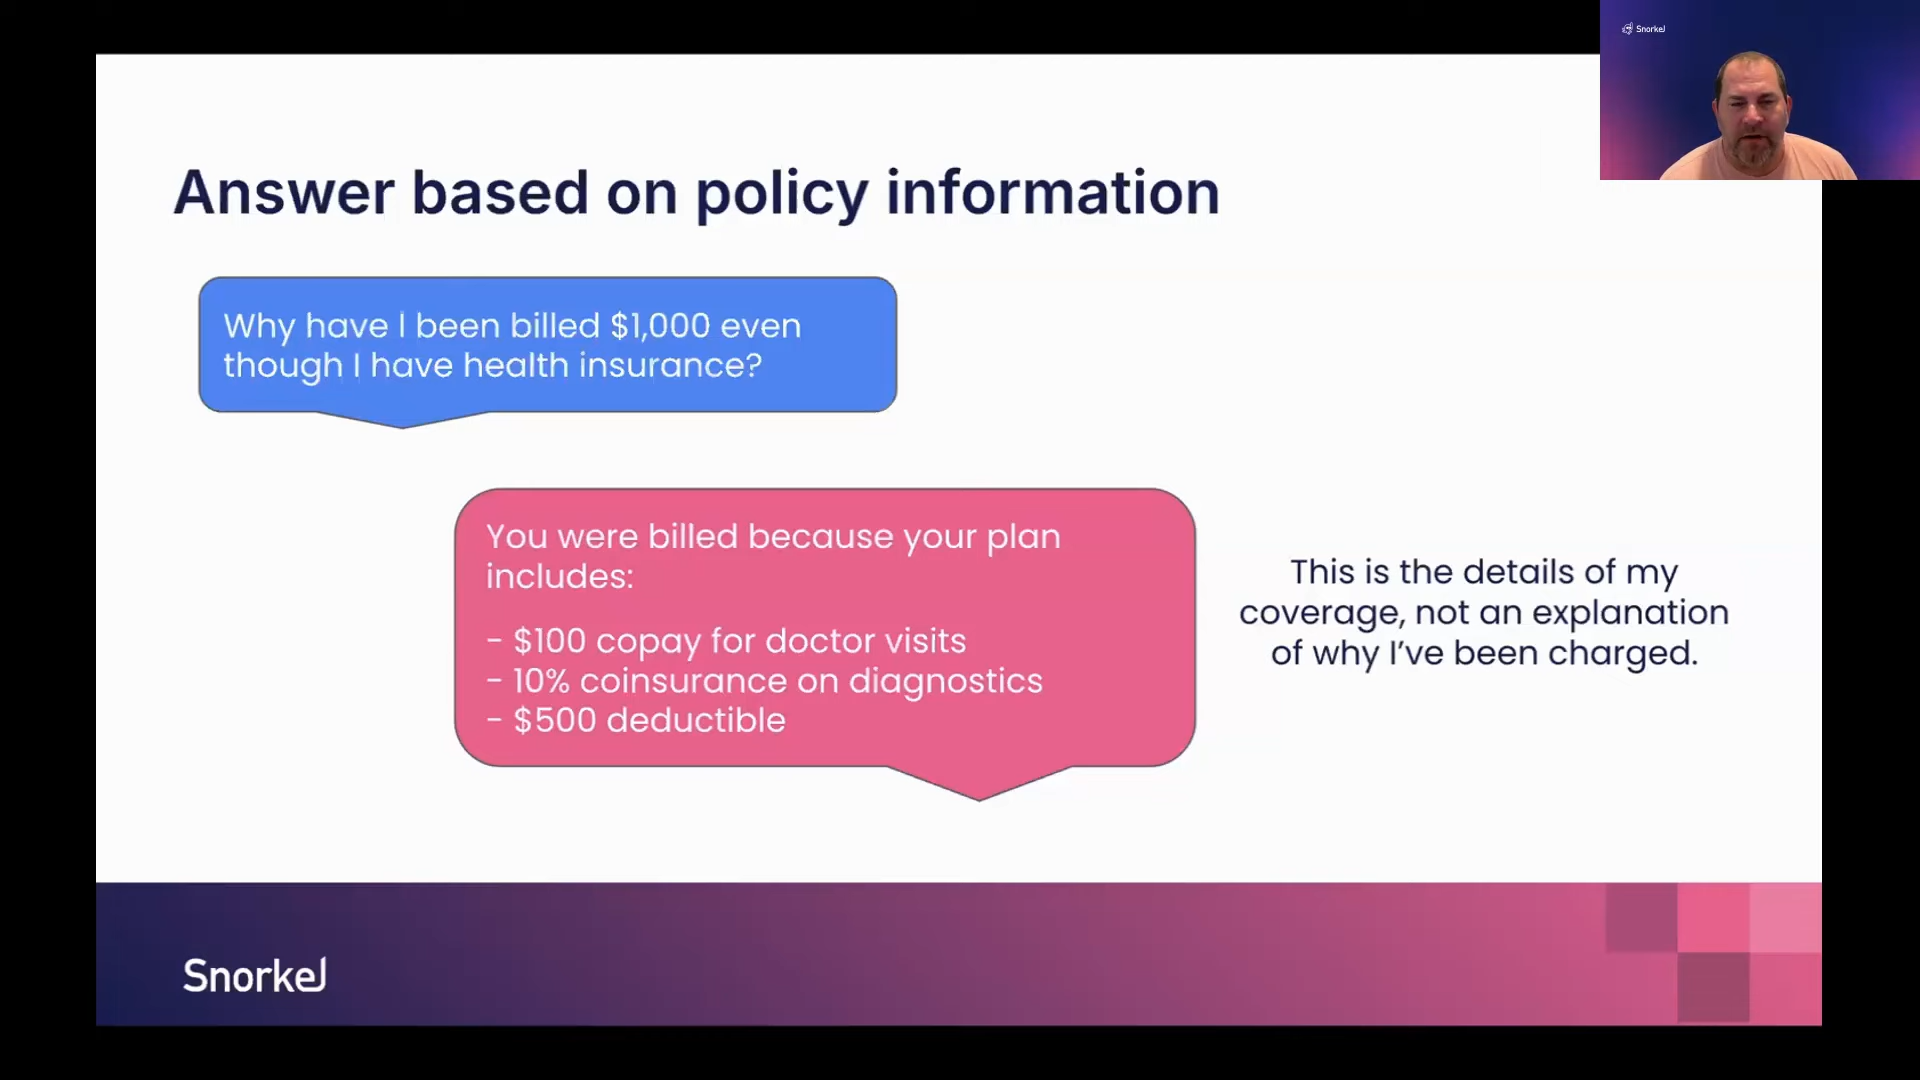 Snorkel
Answer based on policy information
Why have I been billed $1,000 even
though I have health insurance?
You were billed because your plan
includes:
- $100 copay for doctor visits
- 10% coinsurance on diagnostics
- $500 deductible
This is the details of my
coverage, not an explanation
of why I’ve been charged.
Snorkel